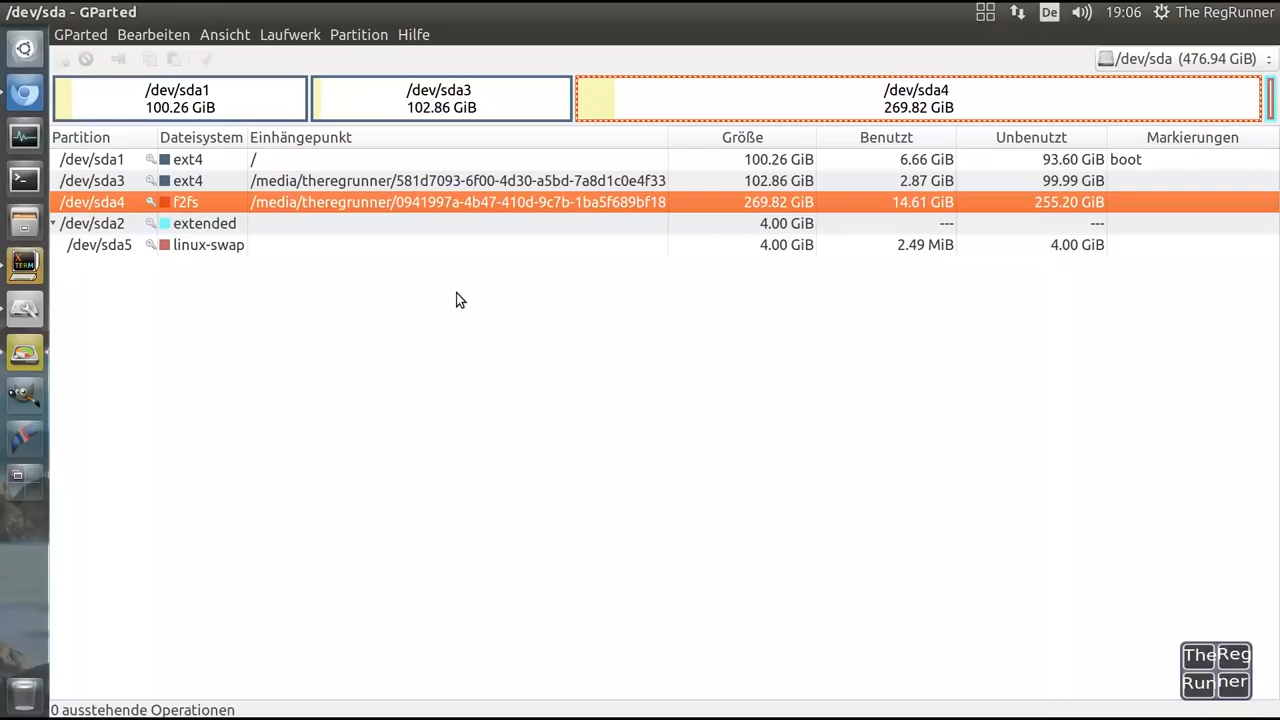 /dev/sda - GParted
De
19:06
The RegRunner
GParted Bearbeiten Ansicht Laufwerk Partition Hilfe
/dev/sda (476.94 GiB)
/dev/sda1
100.26 GiB
/dev/sda3
102.86 GiB
/dev/sda4
269.82 GiB
Partition Dateisystem Einhängepunkt Größe Benutzt Unbenutzt Markierungen
/dev/sda1 ext4 / 100.26 GiB 6.66 GiB 93.60 GiB boot
/dev/sda3 ext4 /media/theregrunner/581d7093-6f00-4d30-a5bd-7a8d1c0e4f33 102.86 GiB 2.87 GiB 99.99 GiB
/dev/sda4 f2fs /media/theregrunner/0941997a-4b47-410d-9c7b-1ba5f689bf18 269.82 GiB 14.61 GiB 255.20 GiB
/dev/sda2 extended 4.00 GiB --- ---
/dev/sda5 linux-swap 4.00 GiB 2.49 MiB 4.00 GiB
X TERM
TheReg
Runner
0 ausstehende Operationen